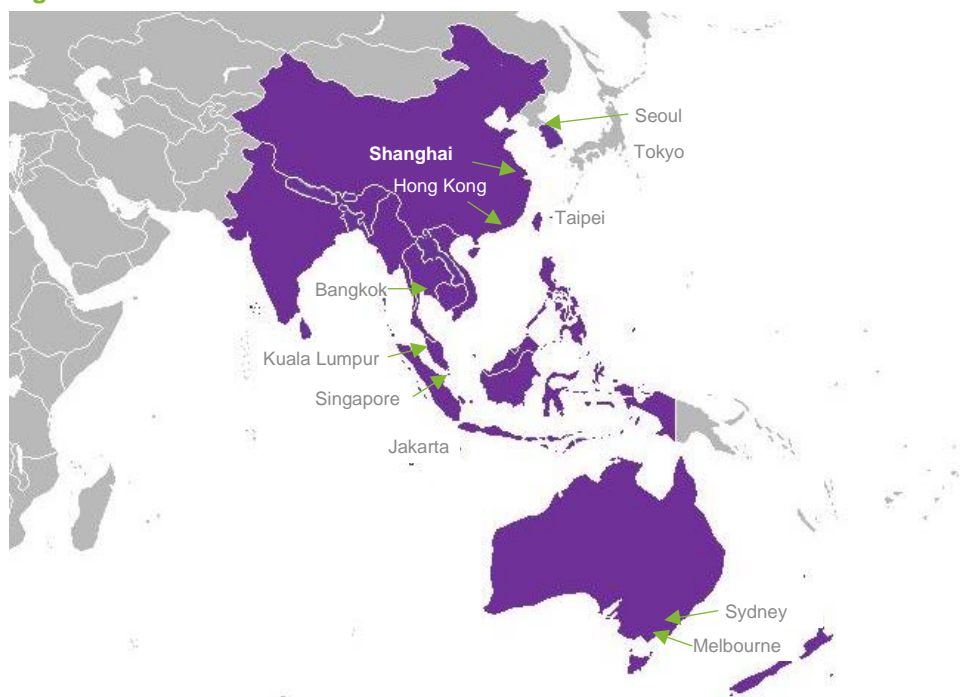 Seoul
Tokyo
Shanghai
Hong Kong
Taipei
Bangkok
Kuala Lumpur
Singapore
Jakarta
Sydney
Melbourne